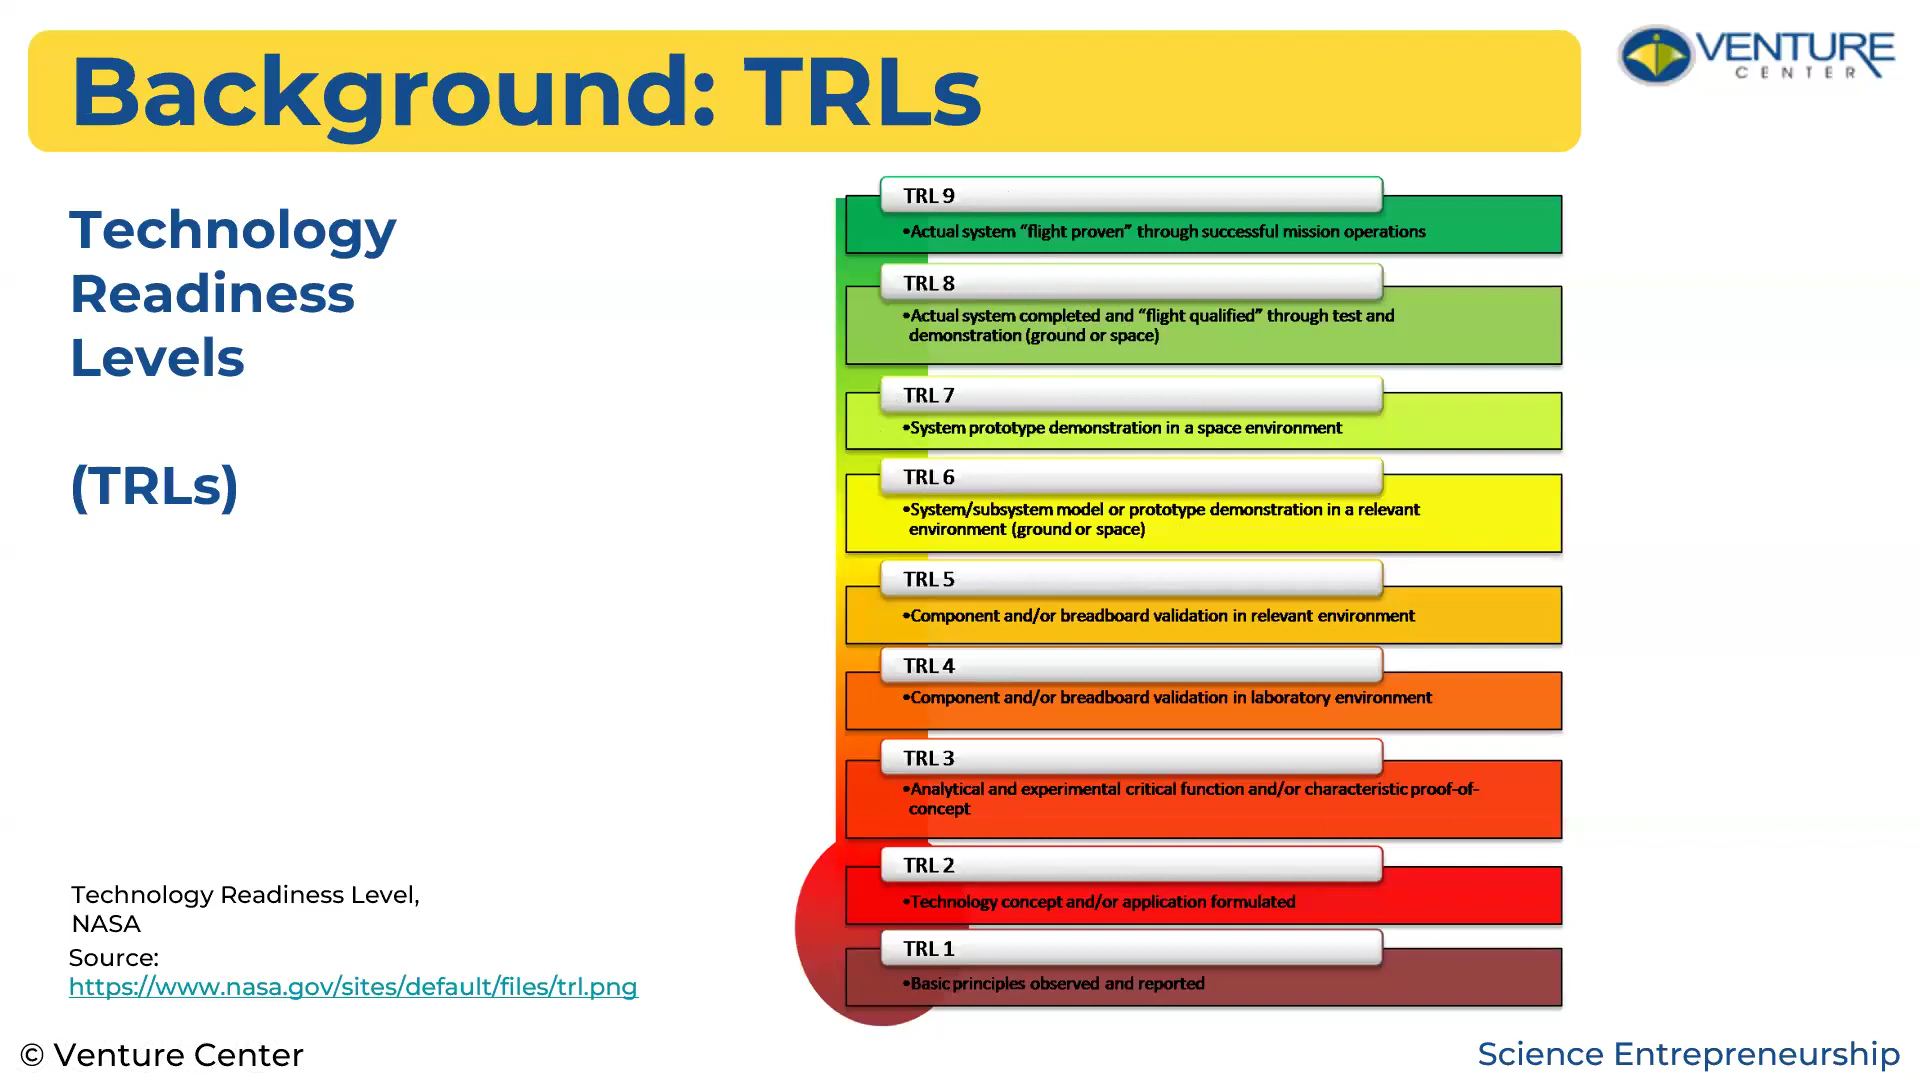 Background: TRLs
VENTURE
CENTER
Technology
Readiness
Levels
(TRLs)
TRL 9
•Actual system “flight proven” through successful mission operations
TRL 8
•Actual system completed and “flight qualified” through test and
demonstration (ground or space)
TRL 7
•System prototype demonstration in a space environment
TRL 6
•System/subsystem model or prototype demonstration in a relevant
environment (ground or space)
TRL 5
•Component and/or breadboard validation in relevant environment
TRL 4
•Component and/or breadboard validation in laboratory environment
TRL 3
•Analytical and experimental critical function and/or characteristic proof-of-
concept
TRL 2
•Technology concept and/or application formulated
TRL 1
•Basic principles observed and reported
Technology Readiness Level,
NASA
Source:
https://www.nasa.gov/sites/default/files/trl.png
© Venture Center
Science Entrepreneurship